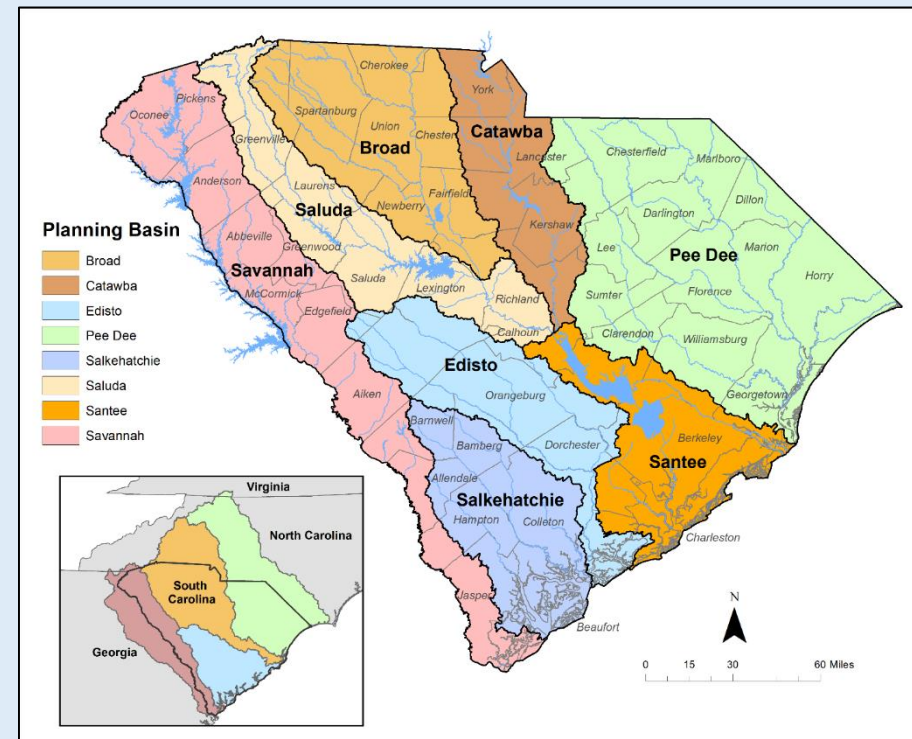 Cherokee
York
Pickens
Oconee
Spartanburg
Union
Chester
Catawba
Greenville
Broad
Lancaster
Chesterfield
Marlboro
Anderson
Laurens
Fairfield
Dillon
Newberry
Darlington
Saluda
Kershaw
Planning Basin
Abbeville
Greenwood
Lee
Marion
Broad
Savannah
Saluda
Pee Dee
Horry
Catawba
McCormick
Lexington
Richland
Florence
Edisto
Edgefield
Sumter
Pee Dee
Calhoun
Clarendon
Williamsburg
Salkehatchie
Edisto
Saluda
Aiken
Orangeburg
Georgetown
Santee
Barnwell
Savannah
Bamberg
Dorchester
Berkeley
Santee
Virginia
Allendale
Salkehatchie
North Carolina
Hampton
Colleton
Charleston
South
Carolina
Jasper
N
Georgia
Beaufort
0 15 30 60 Miles